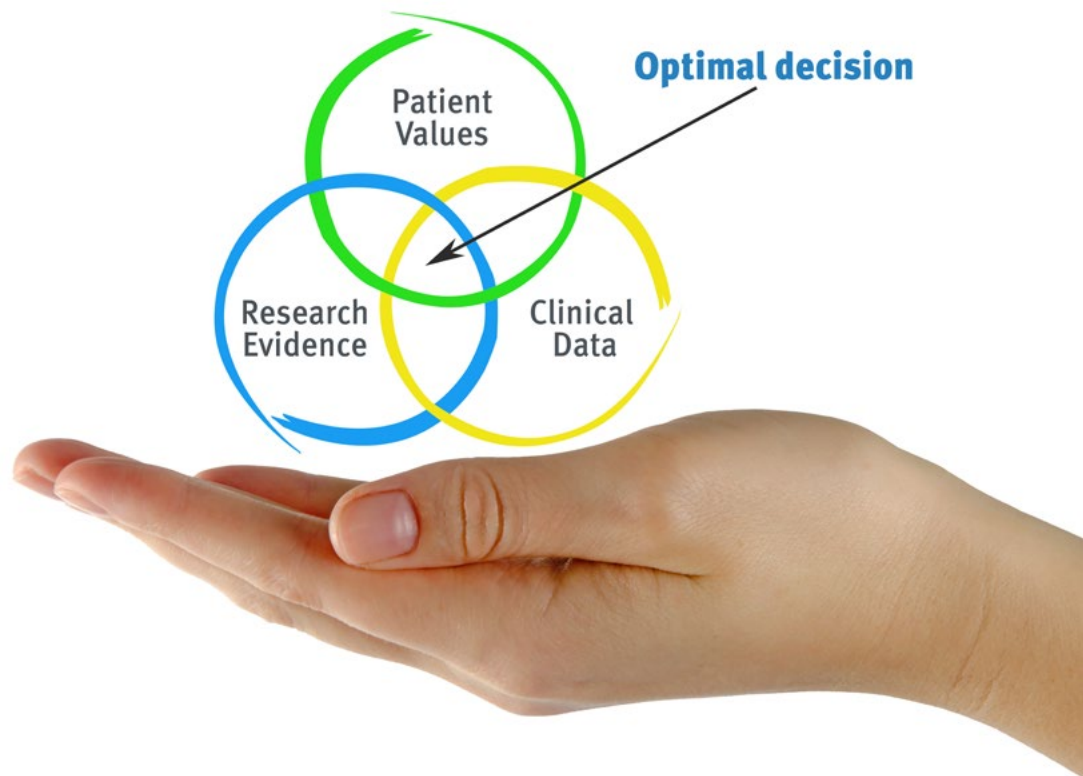 Optimal decision
Patient
Values
Research
Evidence
Clinical
Data